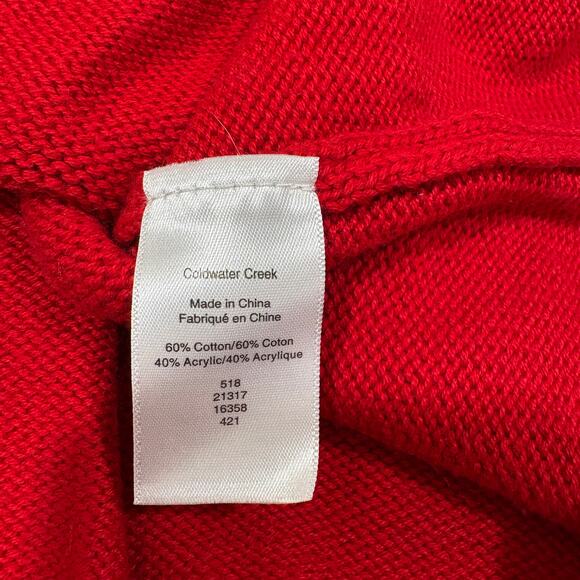 Coldwater Creek
Made in China
Fabriqué en Chine
60% Cotton/60% Coton
40% Acrylic/40% Acrylique
518
21317
16358
421